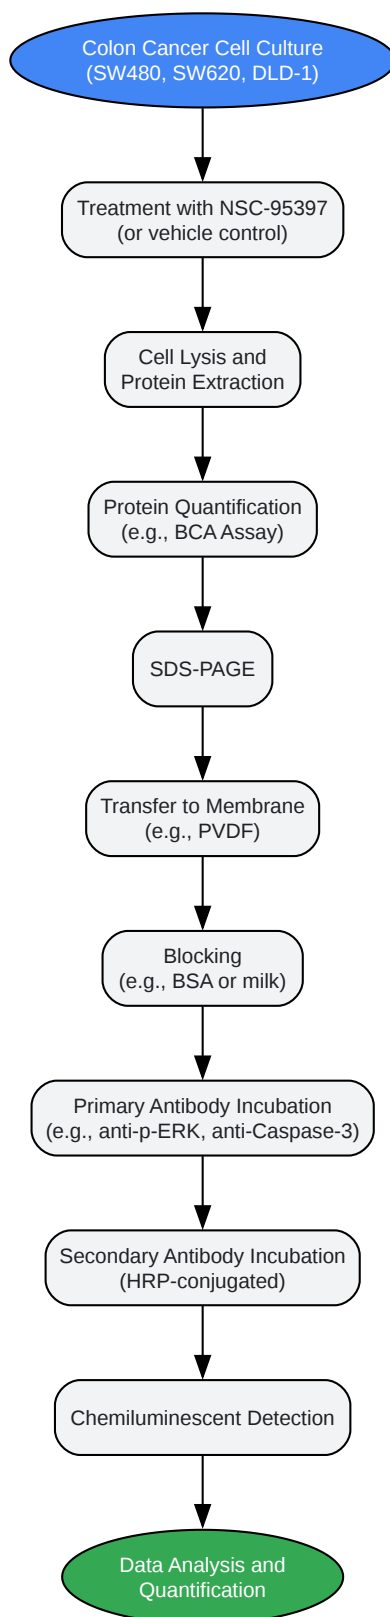 Colon Cancer Cell Culture
(SW480, SW620, DLD-1)
Treatment with NSC-95397
(or vehicle control)
Cell Lysis and
Protein Extraction
Protein Quantification
(e.g., BCA Assay)
SDS-PAGE
Transfer to Membrane
(e.g., PVDF)
Blocking
(e.g., BSA or milk)
Primary Antibody Incubation
(e.g., anti-p-ERK, anti-Caspase-3)
Secondary Antibody Incubation
(HRP-conjugated)
Chemiluminescent Detection
Data Analysis and
Quantification